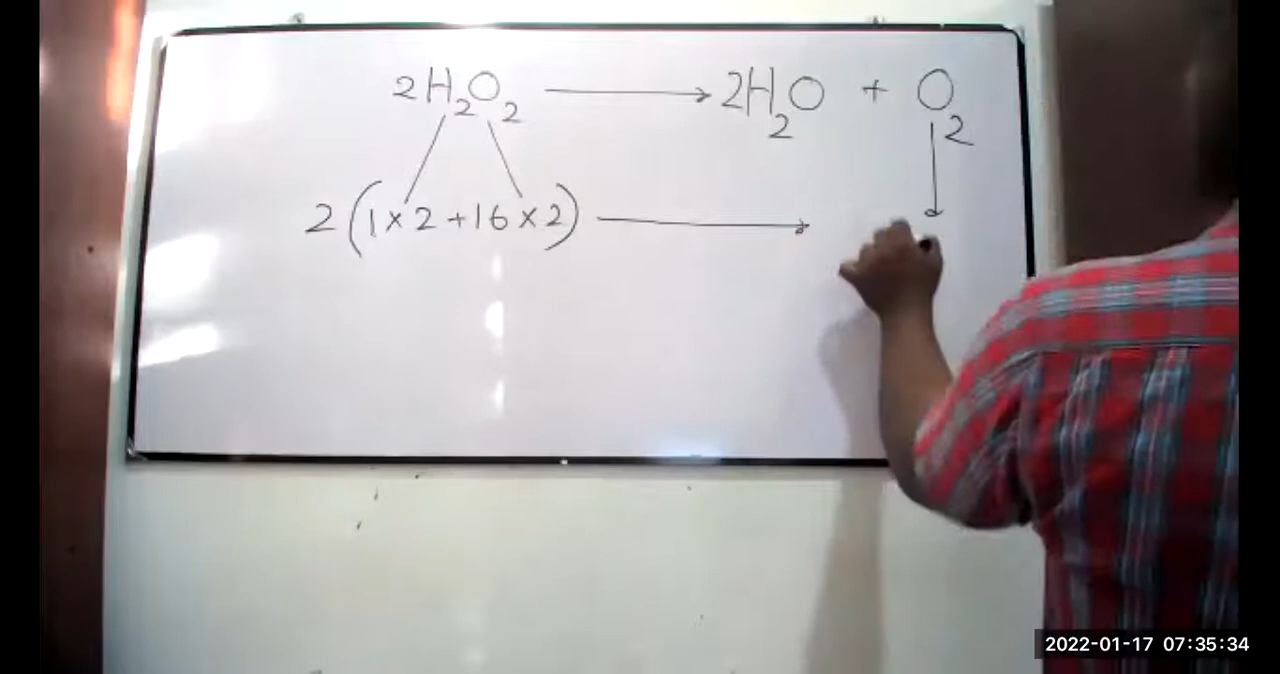 2H₂O₂ ⟶ 2H₂O + O₂
2(1×2+16×2) ⟶
2022-01-17 07:35:34